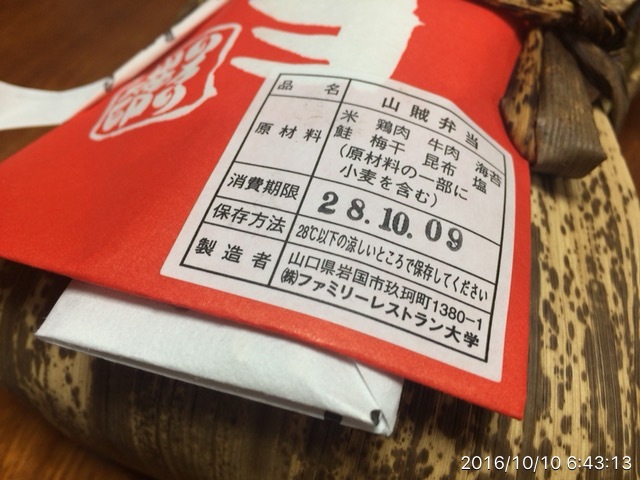 品名 山賊弁当
原材料 米 鶏肉 牛肉 海苔
鮭 梅干 昆布 塩
(原材料の一部に
小麦を含む)
消費期限 28.10.09
保存方法 28℃以下の涼しいところで保存してください
製造者 山口県岩国市玖珂町1380-1
㈱ファミリーレストラン大学
2016/10/10 6:43:13